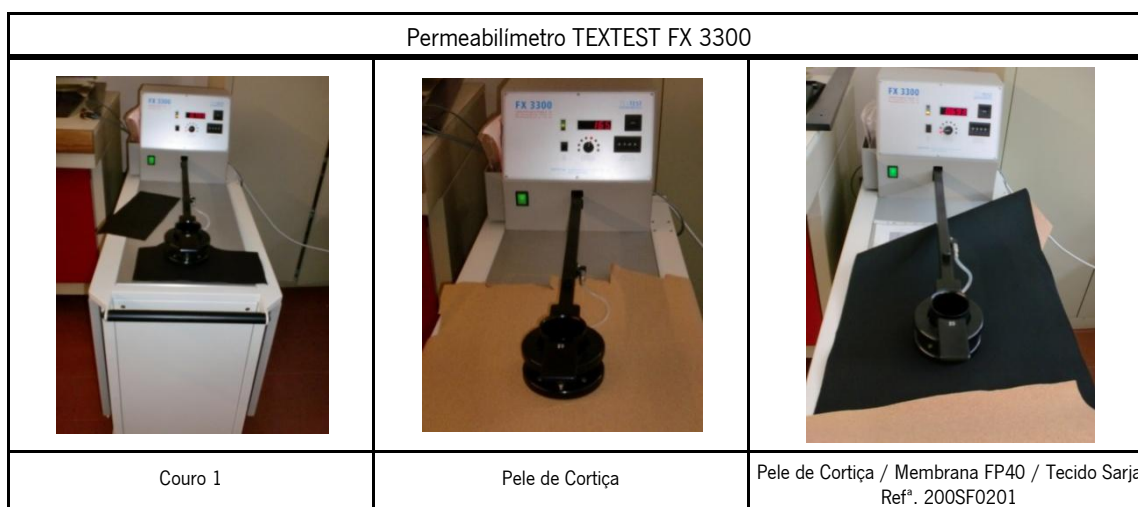 Permeabilímetro TEXTEST FX 3300
FX 3300
FX 3300
FX 3300
Couro 1
Pele de Cortiça
Pele de Cortiça / Membrana FP40 / Tecido Sarja
Refª. 200SF0201